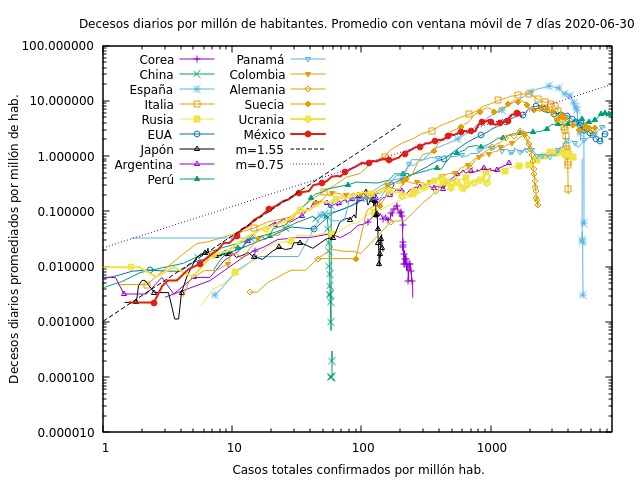 Decesos diarios por millón de habitantes. Promedio con ventana móvil de 7 días 2020-06-30
100.000000
10.000000
1.000000
0.100000
0.010000
0.001000
0.000100
0.000010
Decesos diarios promediados por millón de hab.
Corea
China
España
Italia
Rusia
EUA
Japón
Argentina
Perú
Panamá
Colombia
Alemania
Suecia
Ucrania
México
m=1.55
m=0.75
1 10 100 1000
Casos totales confirmados por millón hab.